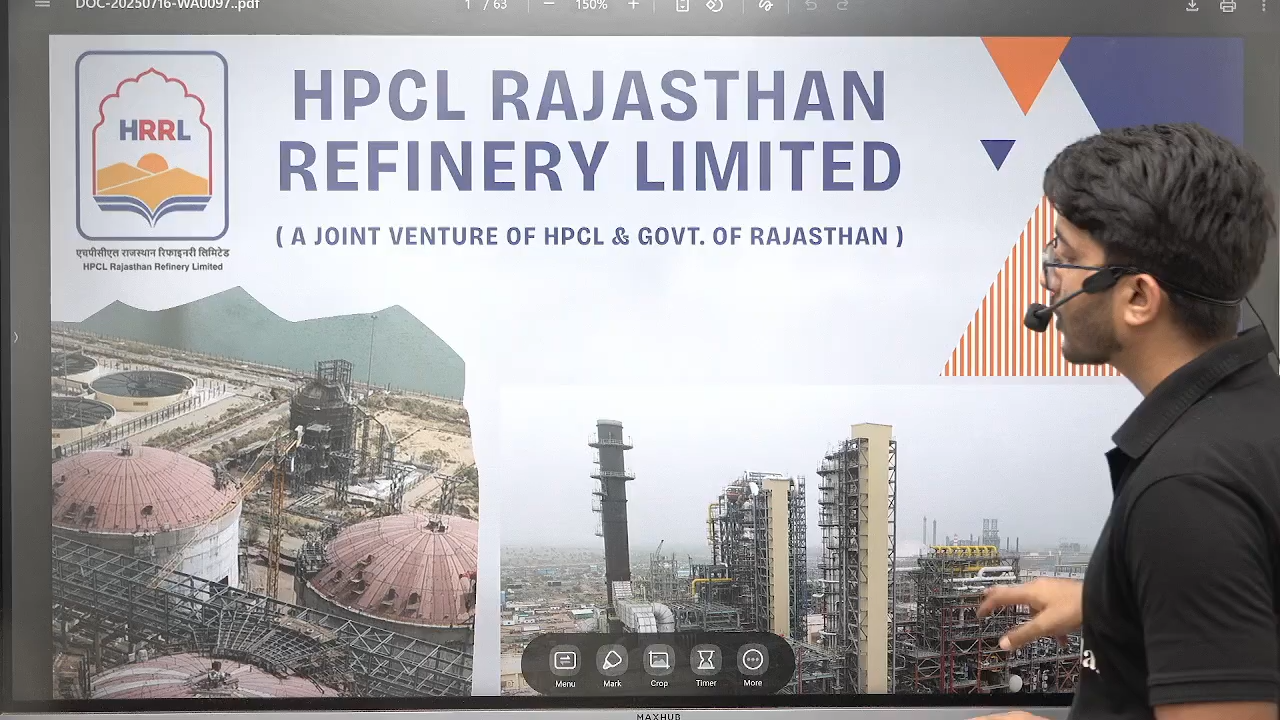 DOC-20250716-WA0097..pdf
1 / 63
150%
HPCL RAJASTHAN
REFINERY LIMITED
( A JOINT VENTURE OF HPCL & GOVT. OF RAJASTHAN )
HRRL
एचपीसीएल राजस्थान रिफाइनरी लिमिटेड
HPCL Rajasthan Refinery Limited
Menu
Mark
Crop
Timer
More
MAXHUB